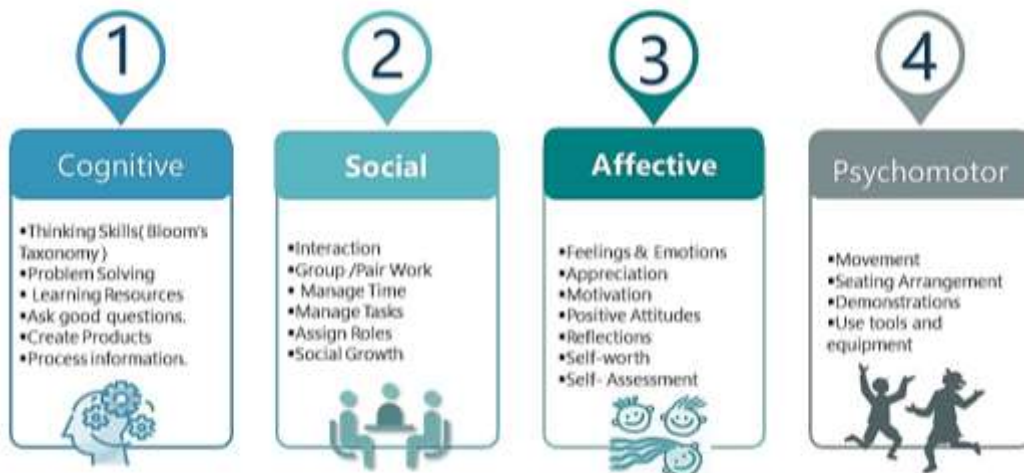 1
Cognitive
•Thinking Skills( Bloom's
Taxonomy )
•Problem Solving
• Learning Resources
•Ask good questions.
•Create Products
•Process information.
2
Social
•Interaction
•Group /Pair Work
• Manage Time
•Manage Tasks
•Assign Roles
•Social Growth
3
Affective
•Feelings & Emotions
•Appreciation
•Motivation
•Positive Attitudes
•Reflections
•Self-worth
•Self- Assessment
4
Psychomotor
•Movement
•Seating Arrangement
•Demonstrations
•Use tools and
equipment